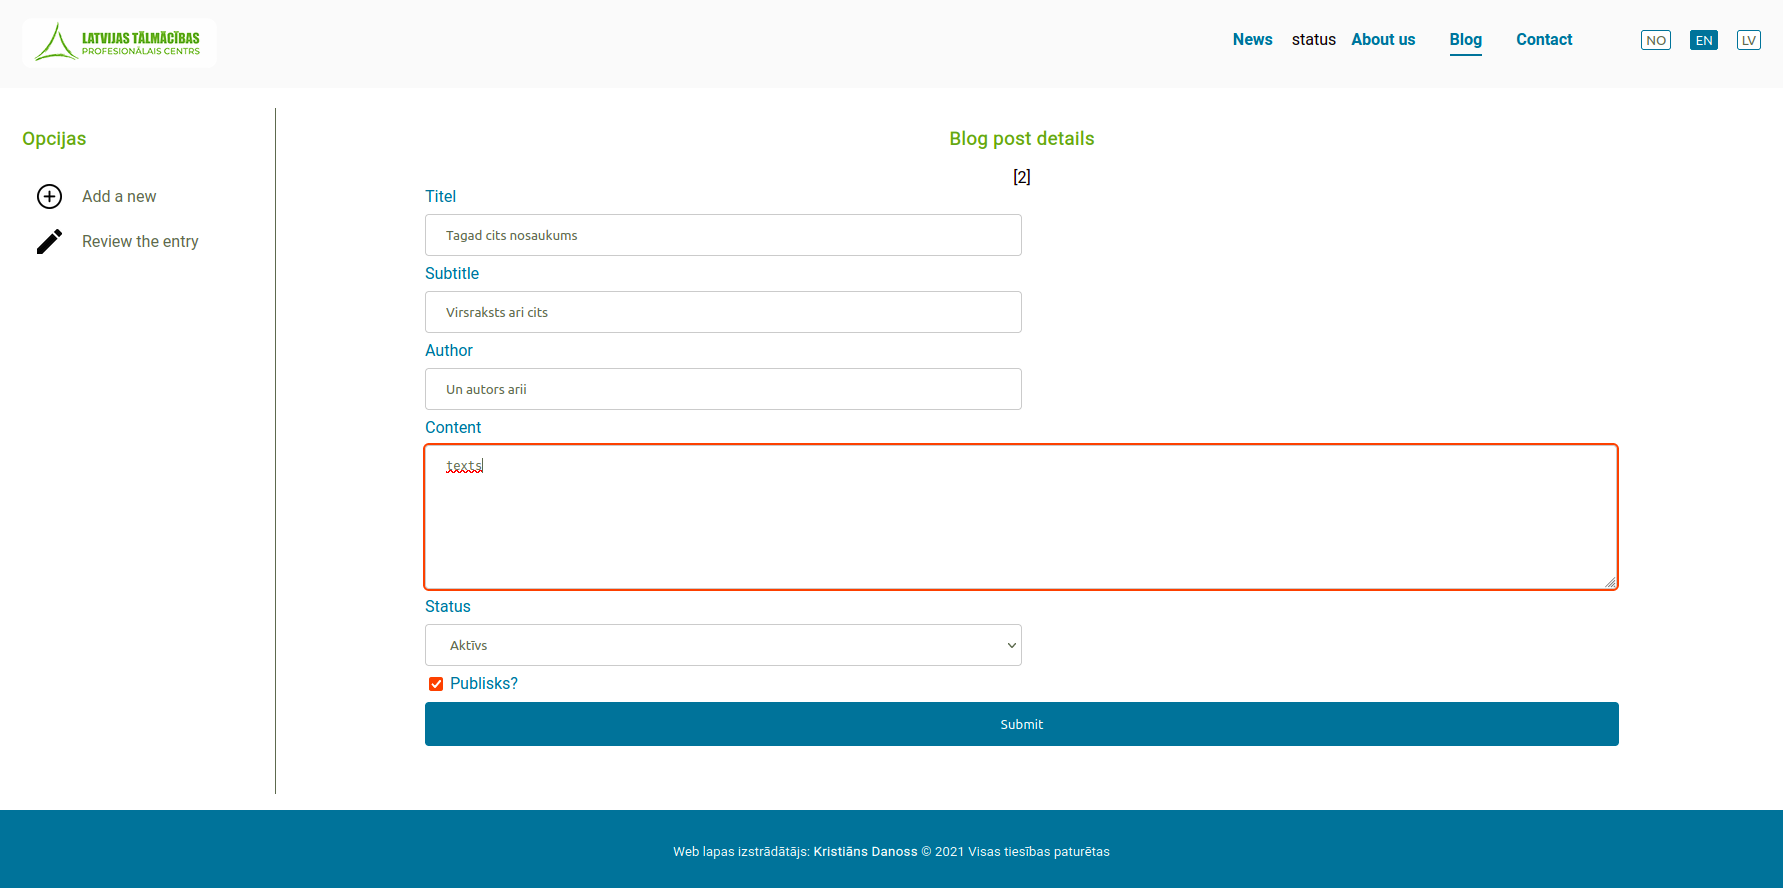 LATVIJAS TĀLMĀCĪBAS
PROFESIONĀLAIS CENTRS
News status About us Blog Contact NO EN LV
Opcijas
Add a new
Review the entry
Blog post details
[2]
Titel
Tagad cits nosaukums
Subtitle
Virsraksts ari cits
Author
Un autors arii
Content
texts
Status
Aktīvs
Publisks?
Submit
Web lapas izstrādātājs: Kristiāns Danoss © 2021 Visas tiesības paturētas